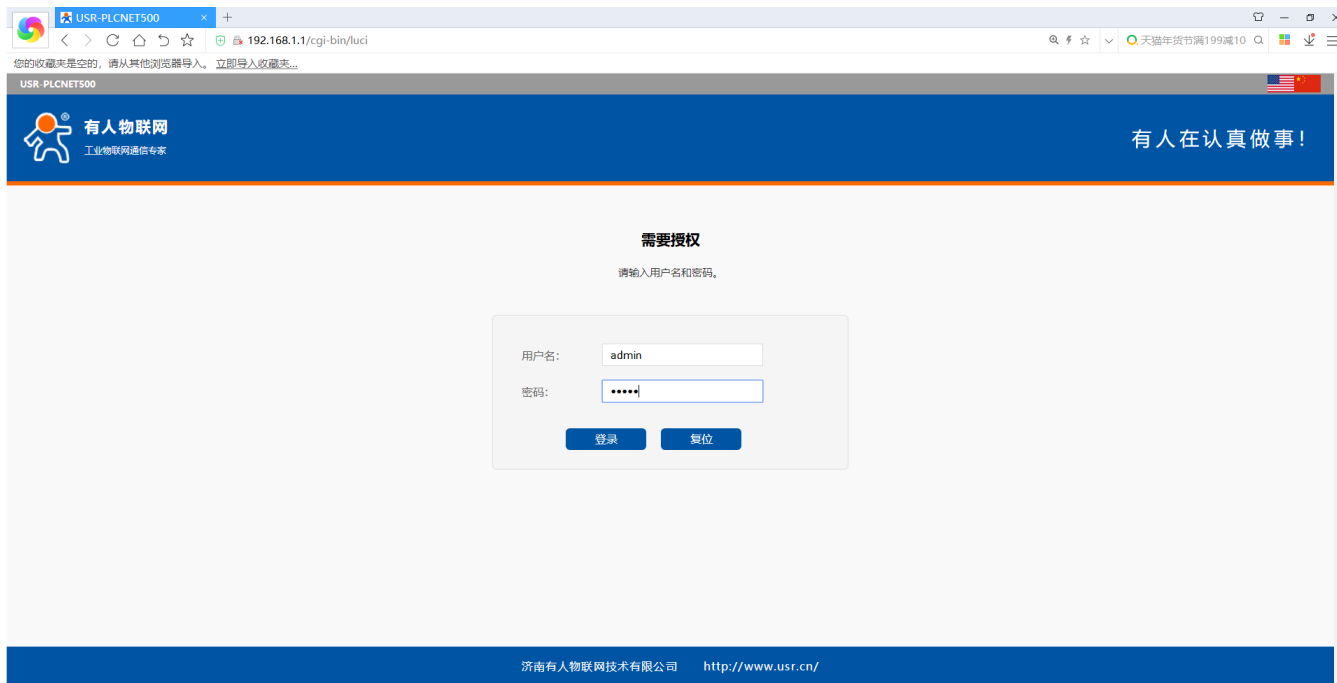 USR-PLCNET500
192.168.1.1/cgi-bin/luci
天猫年货节满199减10
您的收藏夹是空的，请从其他浏览器导入。 立即导入收藏夹...
USR-PLCNET500
有人物联网
®
工业物联网通信专家
有人在认真做事!
需要授权
请输入用户名和密码。
用户名: admin
密码: •••••
登录 复位
济南有人物联网技术有限公司 http://www.usr.cn/